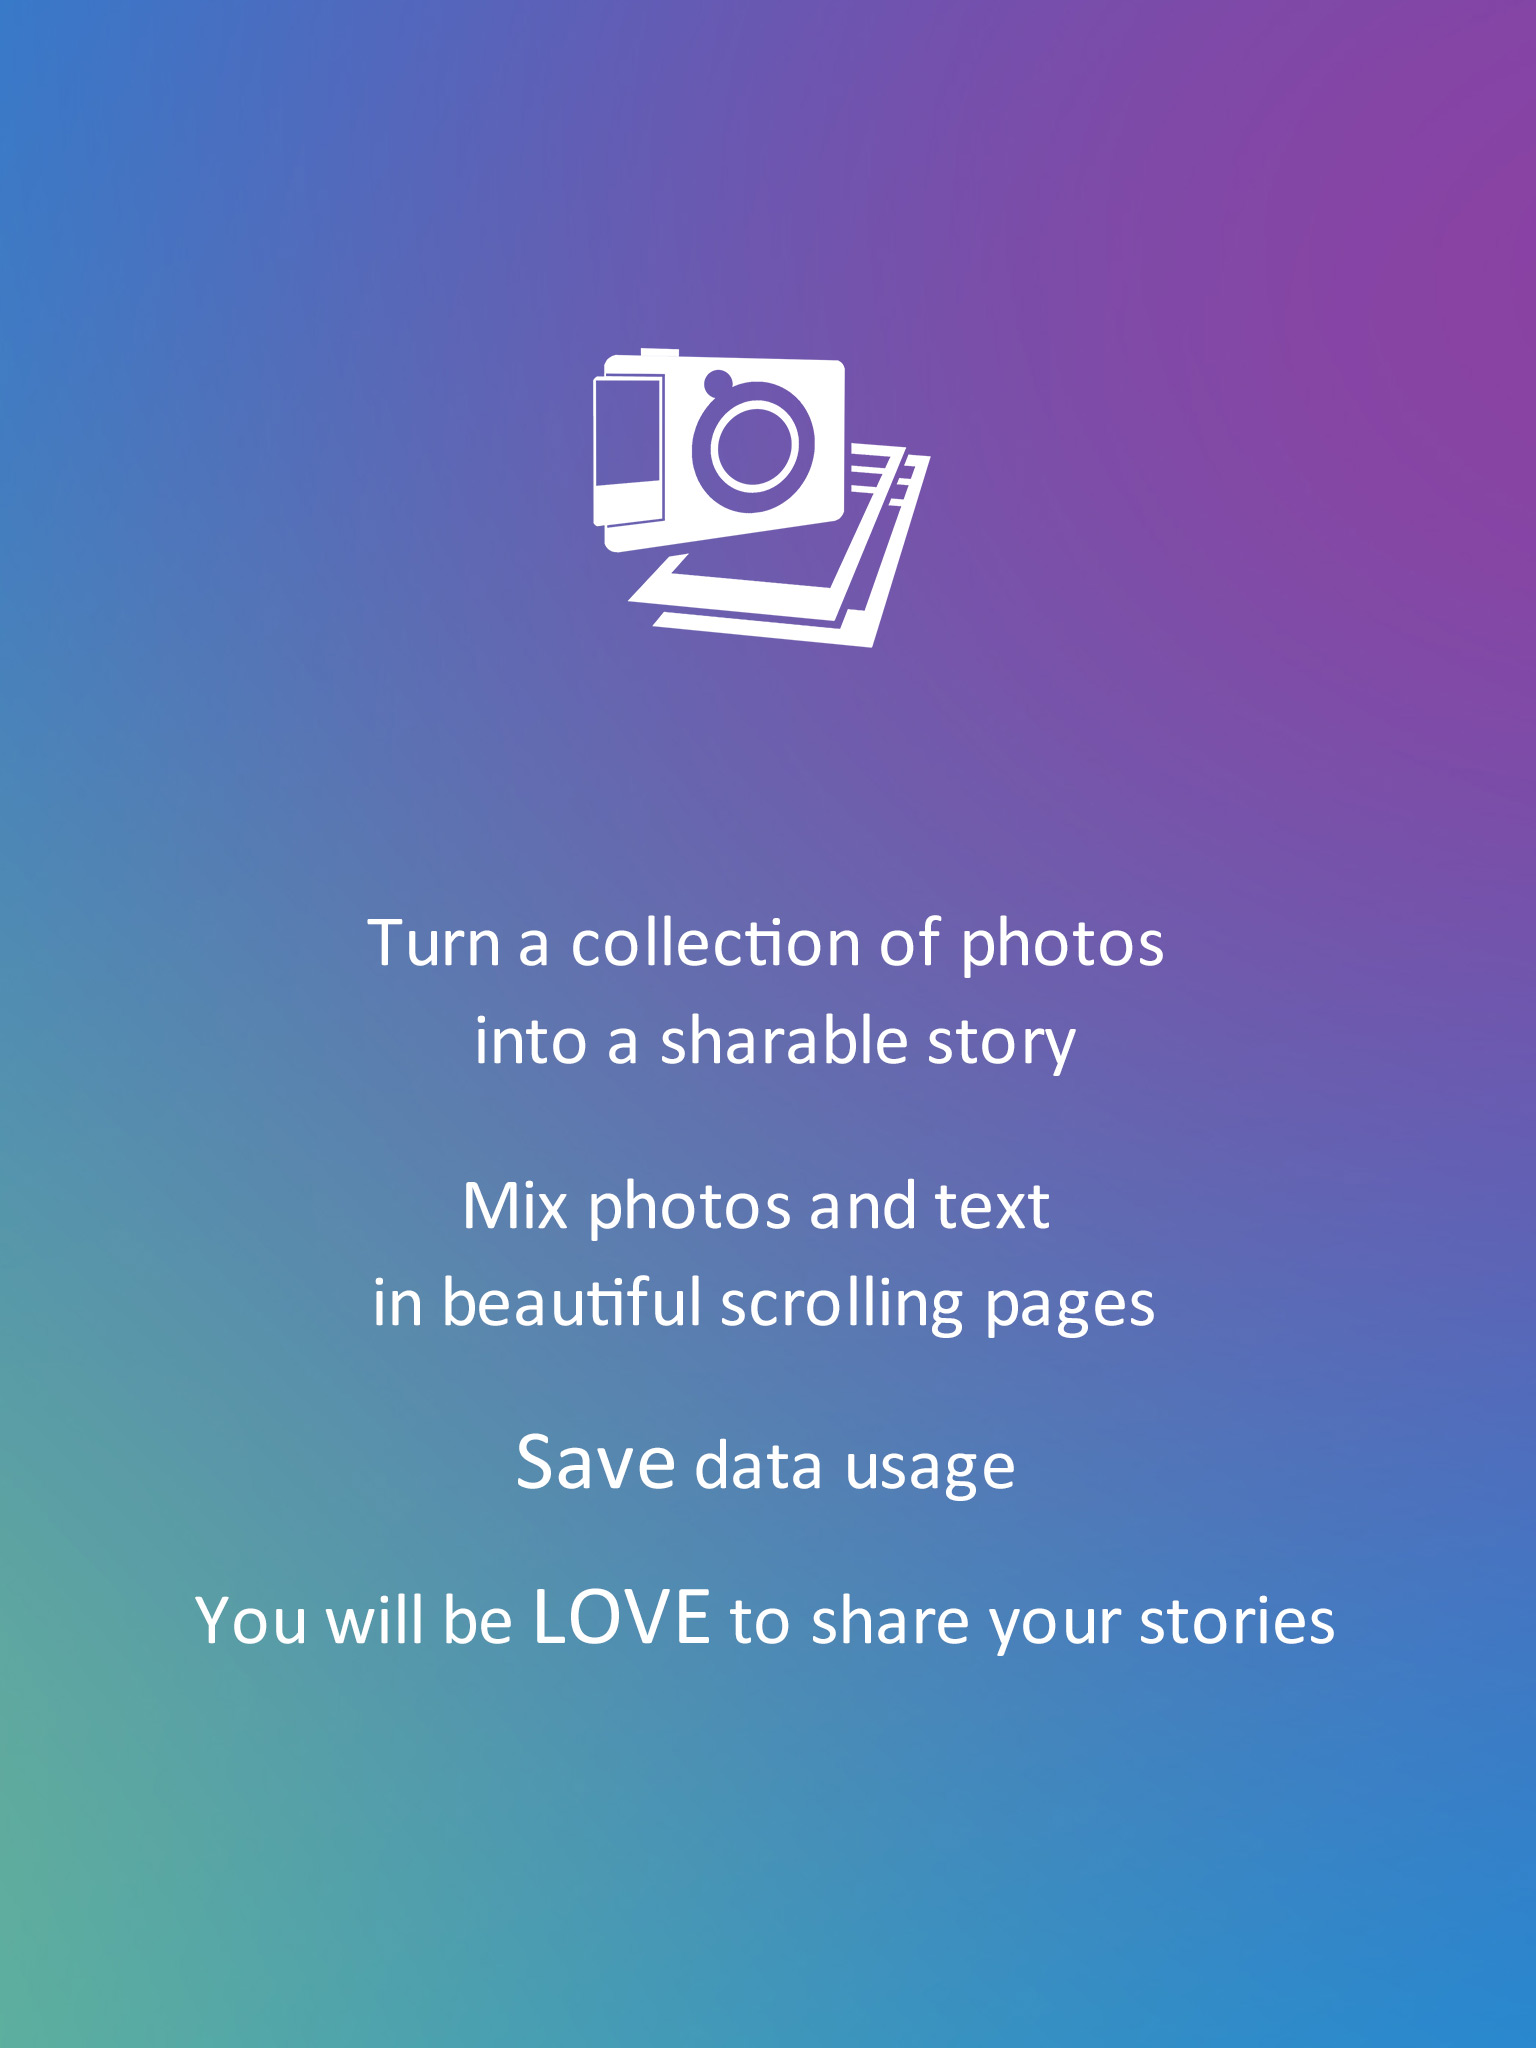 Turn a collection of photos
into a sharable story
Mix photos and text
in beautiful scrolling pages
Save data usage
You will be LOVE to share your stories